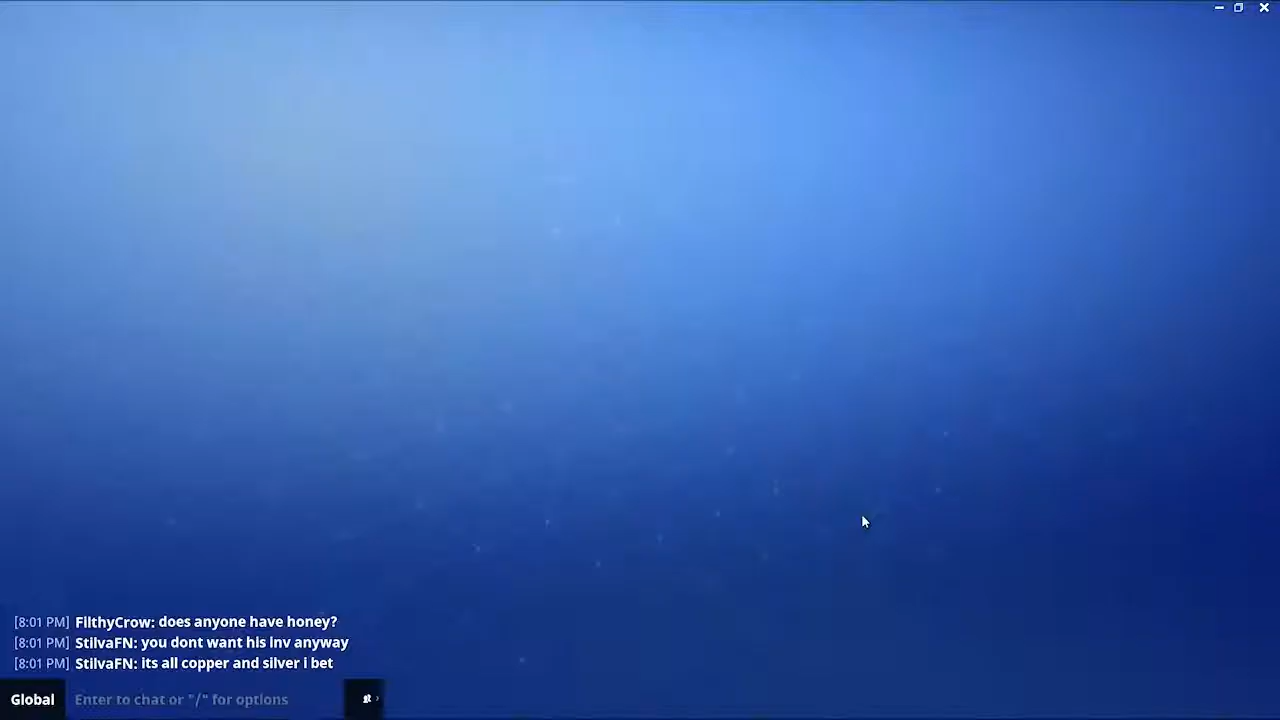 [8:01 PM] FilthyCrow: does anyone have honey?
[8:01 PM] StilvaFN: you dont want his inv anyway
[8:01 PM] StilvaFN: its all copper and silver i bet
Global Enter to chat or "/" for options